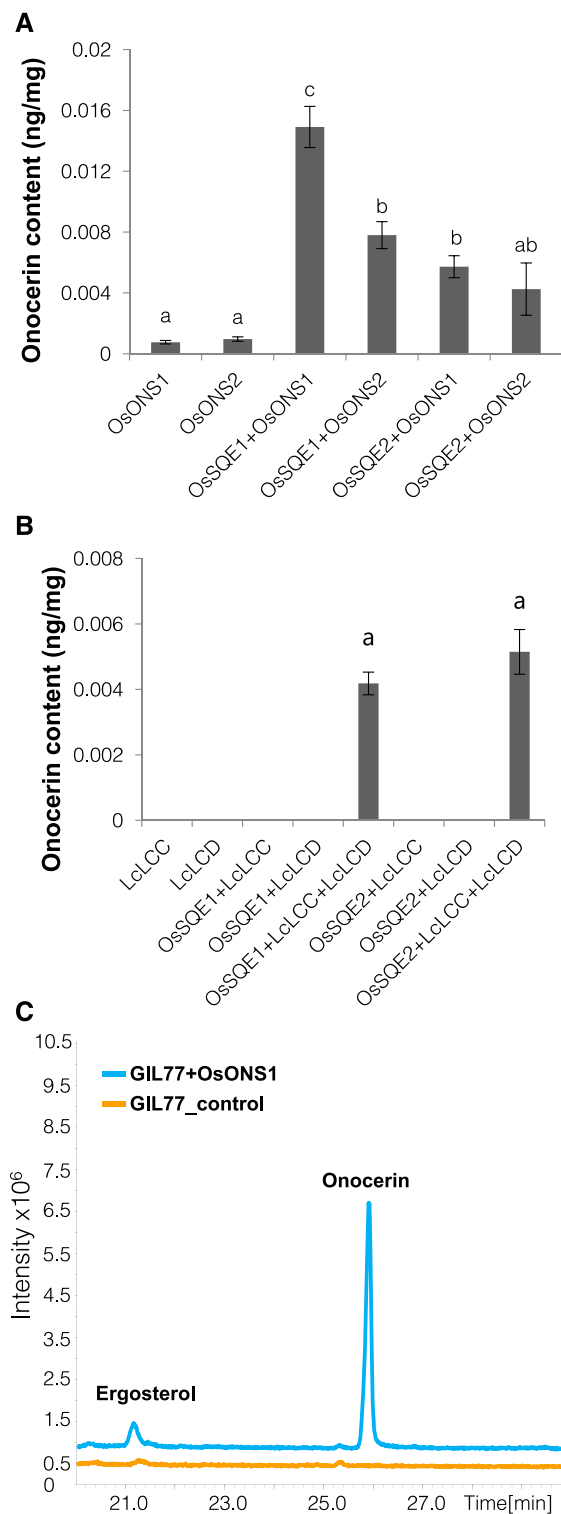 A
Onocerin content (ng/mg)
0.02
0.016
0.012
0.008
0.004
0
a
a
c
b
b
ab
OsONS1
OsONS2
OsSQE1+OsONS1
OsSQE1+OsONS2
OsSQE2+OsONS1
OsSQE2+OsONS2
B
Onocerin content (ng/mg)
0.008
0.006
0.004
0.002
0
a
a
LcLCC
LcLCD
OsSQE1+LcLCC
OsSQE1+LcLCD
OsSQE1+LcLCC+LcLCD
OsSQE2+LcLCC
OsSQE2+LcLCD
OsSQE2+LcLCC+LcLCD
C
Intensity x10⁶
10.5
9.5
8.5
7.5
6.5
5.5
4.5
3.5
2.5
1.5
0.5
0
GIL77+OsONS1
GIL77_control
Onocerin
Ergosterol
21.0 23.0 25.0 27.0 Time[min]